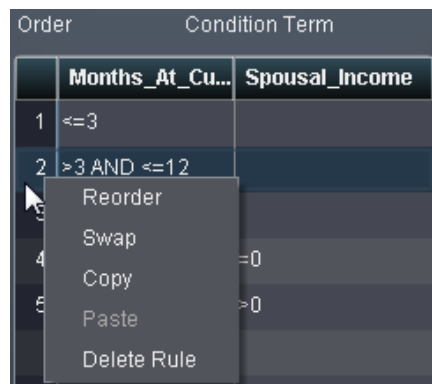 Order Condition Term
Months_At_Cu... Spousal_Income
1 <=3
2 >3 AND <=12
Reorder
Swap
4 =0
Copy
5 >0
Paste
Delete Rule